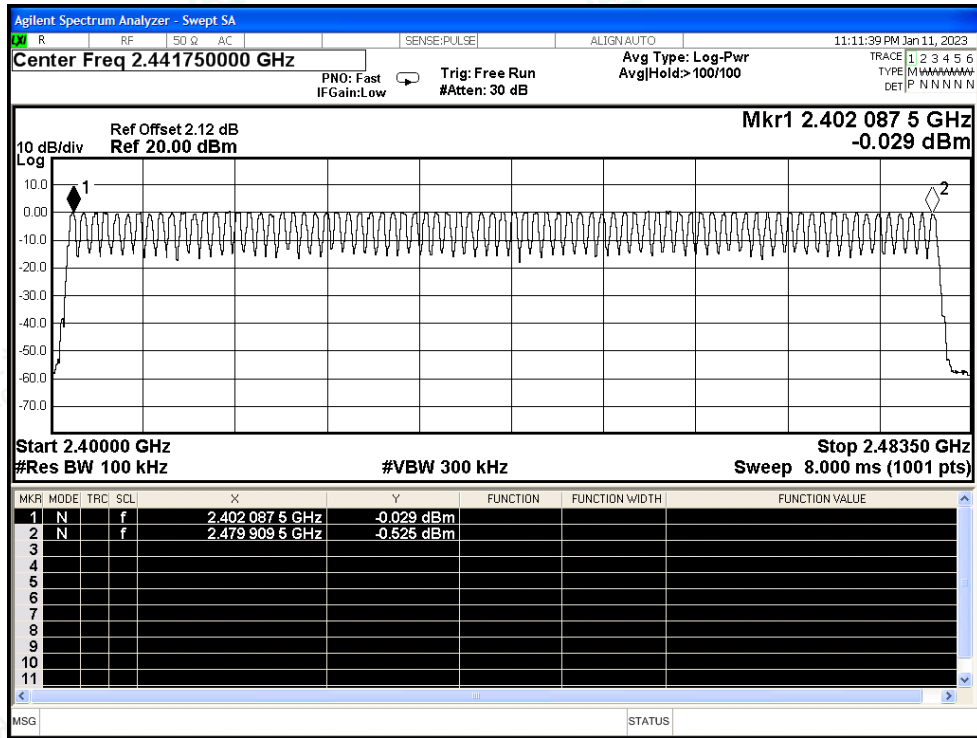 Agilent Spectrum Analyzer - Swept SA
LXI R RF 50 Ω AC SENSE:PULSE ALIGN AUTO 11:11:39 PM Jan 11, 2023
Center Freq 2.441750000 GHz
PNO: Fast
IFGain:Low
Trig: Free Run
#Atten: 30 dB
Avg Type: Log-Pwr
Avg|Hold:>100/100
TRACE 1 2 3 4 5 6
TYPE M
DET P N N N N N
Ref Offset 2.12 dB
Ref 20.00 dBm
10 dB/div
Log
Mkr1 2.402 087 5 GHz
-0.029 dBm
10.0
0.00
-10.0
-20.0
-30.0
-40.0
-50.0
-60.0
-70.0
1
2
Start 2.40000 GHz
#Res BW 100 kHz
#VBW 300 kHz
Stop 2.48350 GHz
Sweep 8.000 ms (1001 pts)
MKR MODE TRC SCL X Y FUNCTION FUNCTION WIDTH FUNCTION VALUE
1 N f 2.402 087 5 GHz -0.029 dBm
2 N f 2.479 909 5 GHz -0.525 dBm
3
4
5
6
7
8
9
10
11
MSG
STATUS